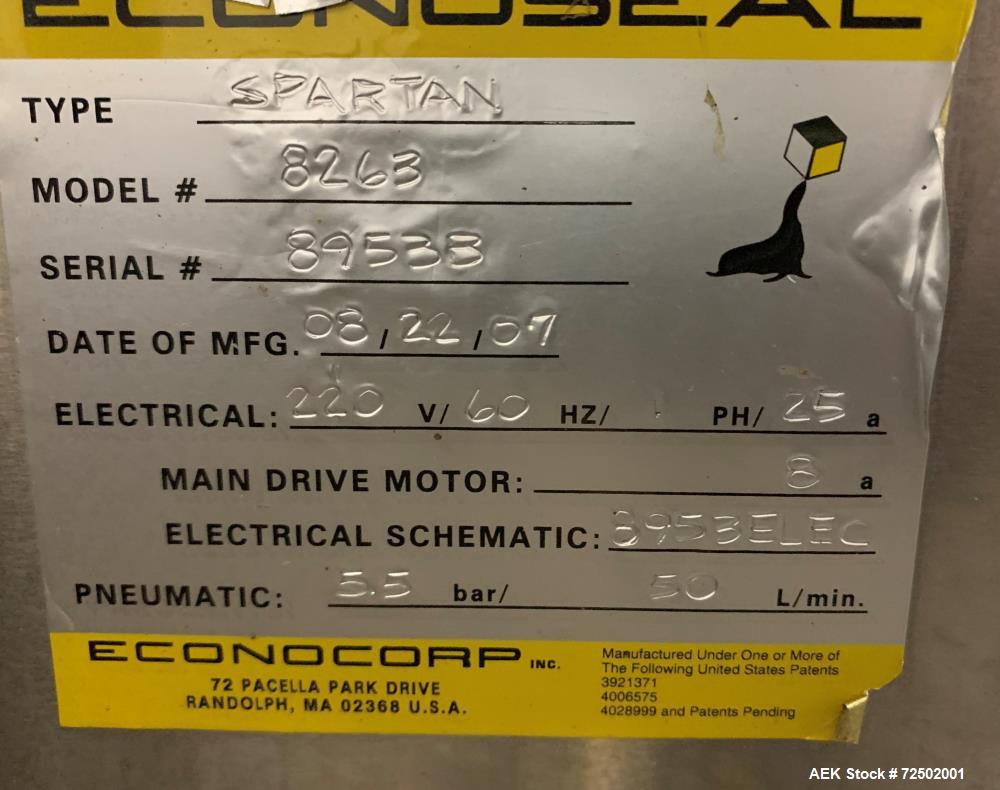 ECONOSEAL
TYPE SPARTAN
MODEL # 8263
SERIAL # 8953B
DATE OF MFG. 08/22/07
ELECTRICAL: 220 V/ 60 HZ/ 1 PH/ 25 a
MAIN DRIVE MOTOR: 8 a
ELECTRICAL SCHEMATIC: 8953ELEC
PNEUMATIC: 5.5 bar/ 50 L/min.
ECONOCORP INC.
72 PACELLA PARK DRIVE
RANDOLPH, MA 02368 U.S.A.
Manufactured Under One or More of
The Following United States Patents
3921371
4006575
4028999 and Patents Pending
AEK Stock # 72502001